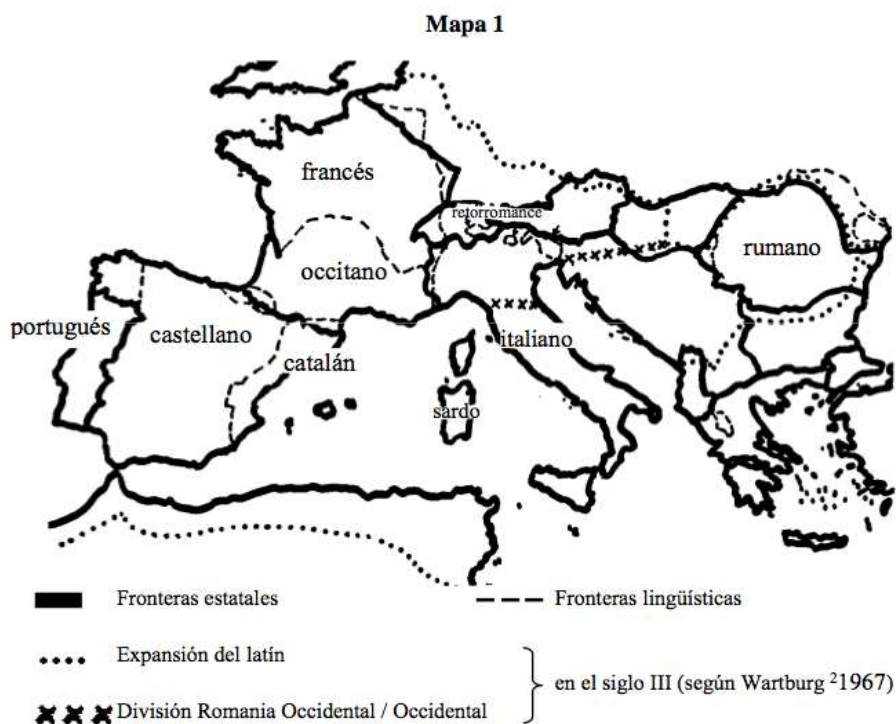 Mapa 1
francés
retorromance
rumano
occitano
portugués
castellano
italiano
catalán
sardo
Fronteras estatales
Fronteras lingüísticas
Expansión del latín
en el siglo III (según Wartburg ²1967)
División Romania Occidental / Occidental